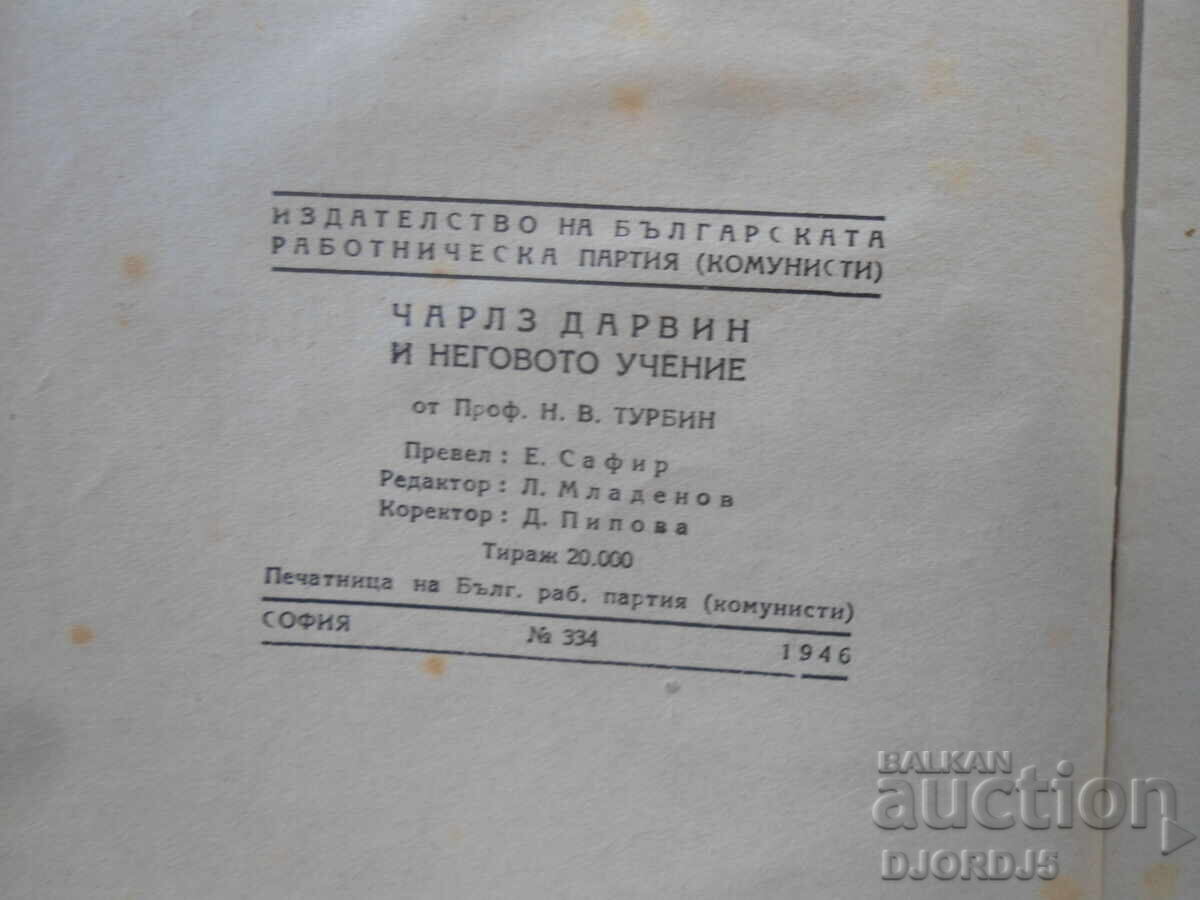 ИЗДАТЕЛСТВО НА БЪЛГАРСКАТА
РАБОТНИЧЕСКА ПАРТИЯ (КОМУНИСТИ)
ЧАРЛЗ ДАРВИН
И НЕГОВОТО УЧЕНИЕ
от Проф. Н. В. ТУРБИН
Превел: Е. Сафир
Редактор: Л. Младенов
Коректор: Д. Пипова
Тираж 20.000
Печатница на Бълг. раб. партия (комунисти)
СОФИЯ № 334 1946
BALKAN
auction
DJORDJ5